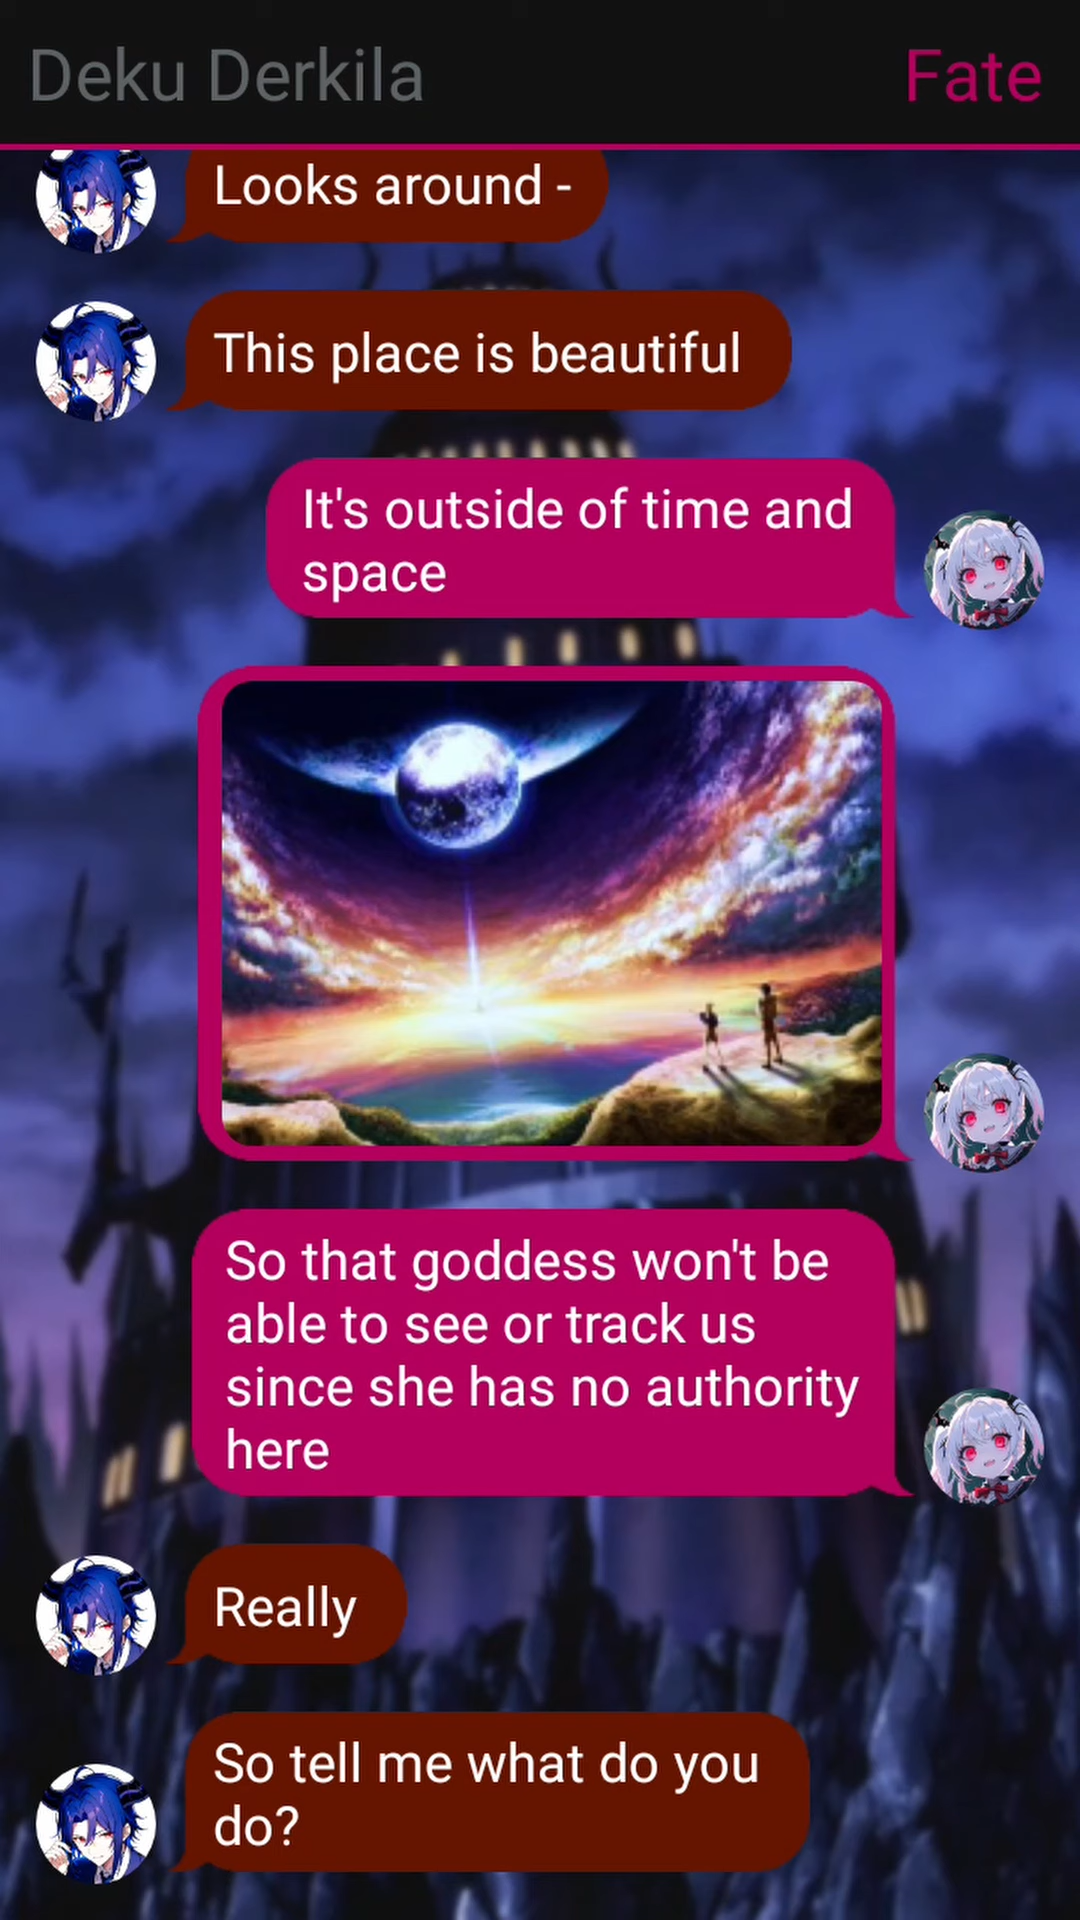 Deku Derkila
Fate
Looks around -
This place is beautiful
It's outside of time and
space
So that goddess won't be
able to see or track us
since she has no authority
here
Really
So tell me what do you
do?